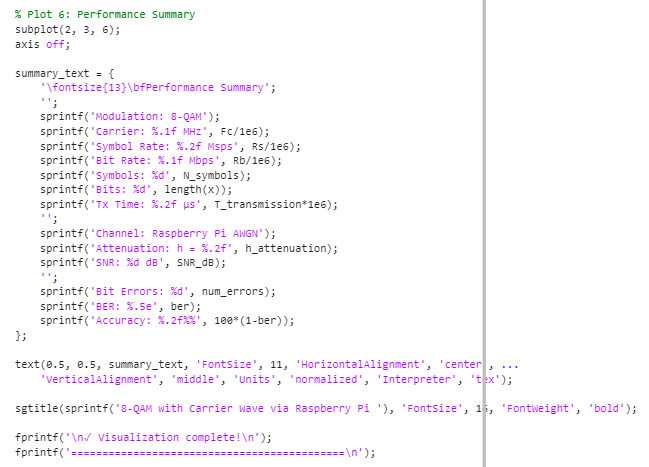 % Plot 6: Performance Summary
subplot(2, 3, 6);
axis off;
summary_text = {
'\fontsize{13}\bfPerformance Summary';
'';
sprintf('Modulation: 8-QAM');
sprintf('Carrier: %.1f MHz', Fc/1e6);
sprintf('Symbol Rate: %.2f Msps', Rs/1e6);
sprintf('Bit Rate: %.1f Mbps', Rb/1e6);
sprintf('Symbols: %d', N_symbols);
sprintf('Bits: %d', length(x));
sprintf('Tx Time: %.2f μs', T_transmission*1e6);
'';
sprintf('Channel: Raspberry Pi AWGN');
sprintf('Attenuation: h = %.2f', h_attenuation);
sprintf('SNR: %d dB', SNR_dB);
'';
sprintf('Bit Errors: %d', num_errors);
sprintf('BER: %.5e', ber);
sprintf('Accuracy: %.2f%%', 100*(1-ber));
};
text(0.5, 0.5, summary_text, 'FontSize', 11, 'HorizontalAlignment', 'center', ...
'VerticalAlignment', 'middle', 'Units', 'normalized', 'Interpreter', 'tex');
sgtitle(sprintf('8-QAM with Carrier Wave via Raspberry Pi '), 'FontSize', 15, 'FontWeight', 'bold');
fprintf('\n✓ Visualization complete!\n');
fprintf('============================================\n');